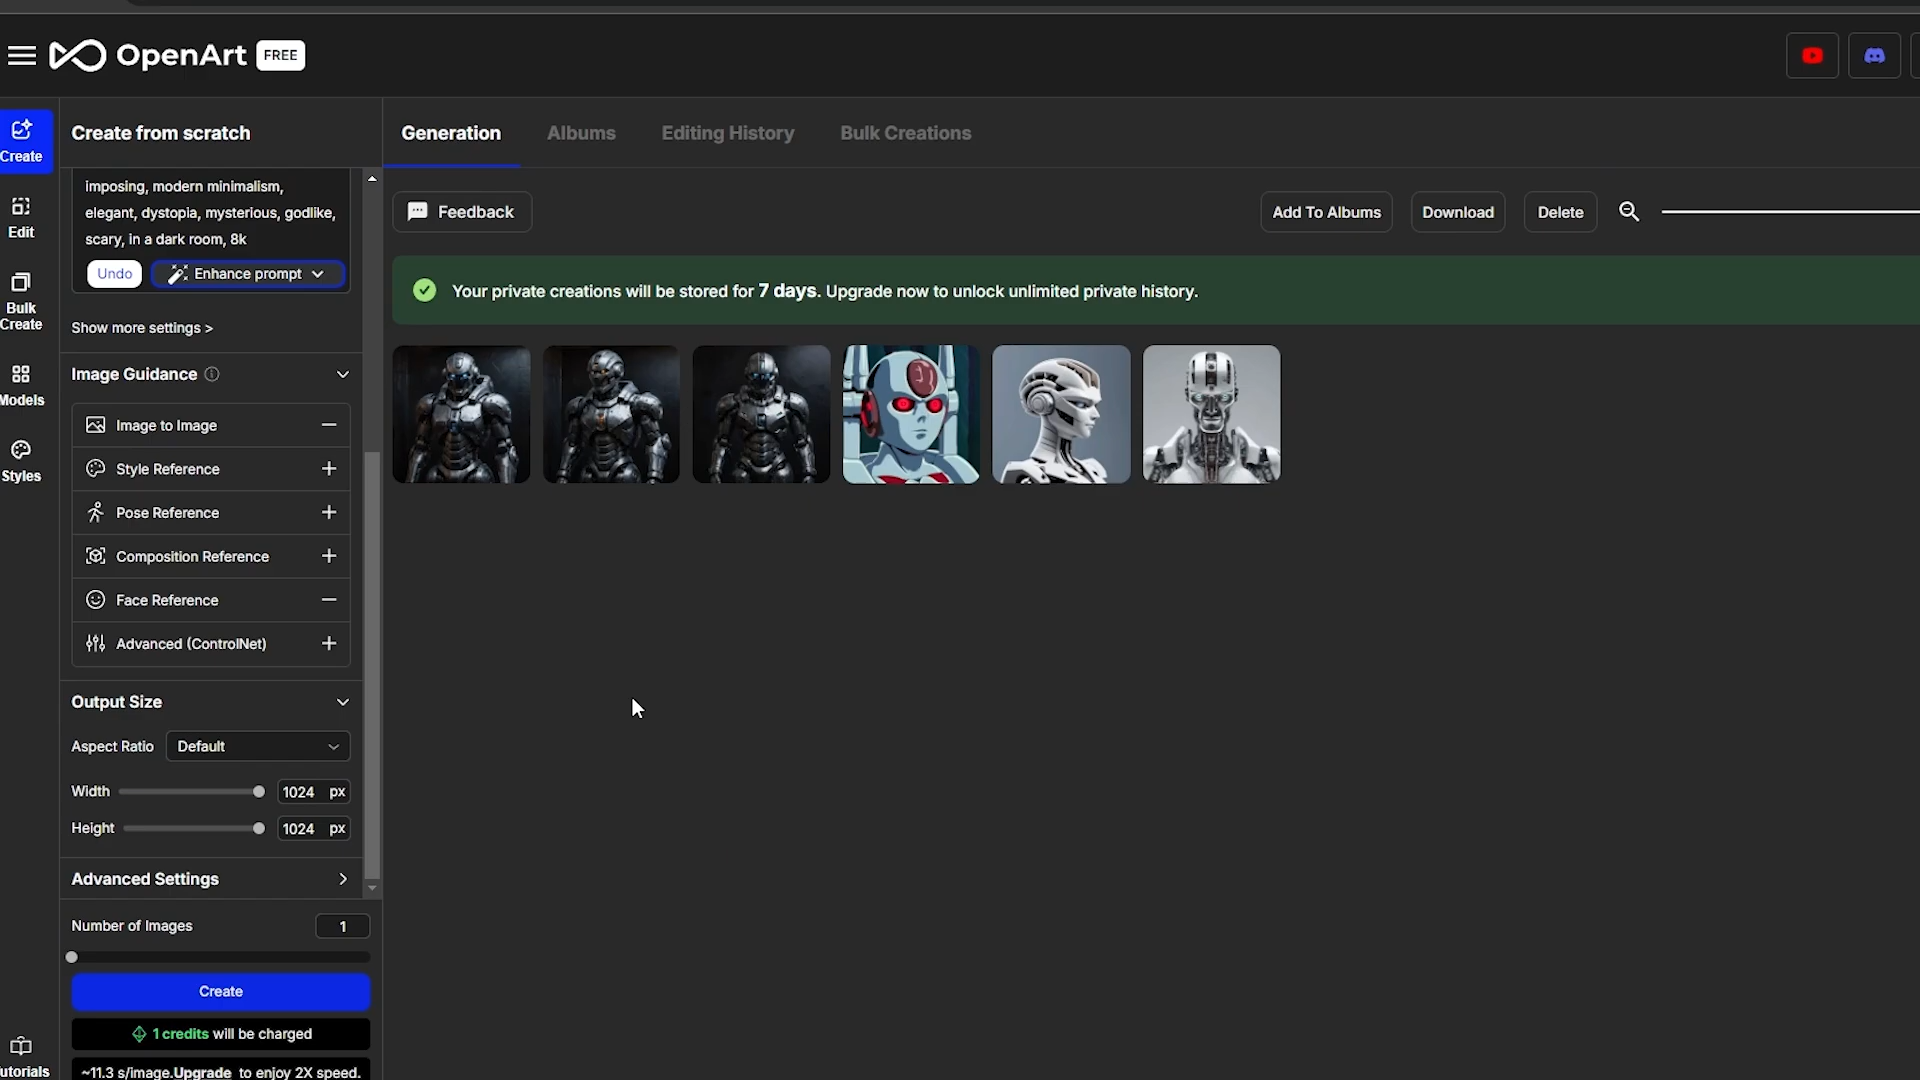 OpenArt FREE
Create
Edit
Bulk
Create
Models
Styles
utorials
Create from scratch
imposing, modern minimalism,
elegant, dystopia, mysterious, godlike,
scary, in a dark room, 8k
Undo
Enhance prompt
Show more settings >
Image Guidance
Image to Image
Style Reference
Pose Reference
Composition Reference
Face Reference
Advanced (ControlNet)
Output Size
Aspect Ratio Default
Width 1024 px
Height 1024 px
Advanced Settings
Number of Images 1
Create
1 credits will be charged
~11.3 s/image.Upgrade to enjoy 2X speed.
Generation Albums Editing History Bulk Creations
Feedback
Add To Albums Download Delete
Your private creations will be stored for 7 days. Upgrade now to unlock unlimited private history.